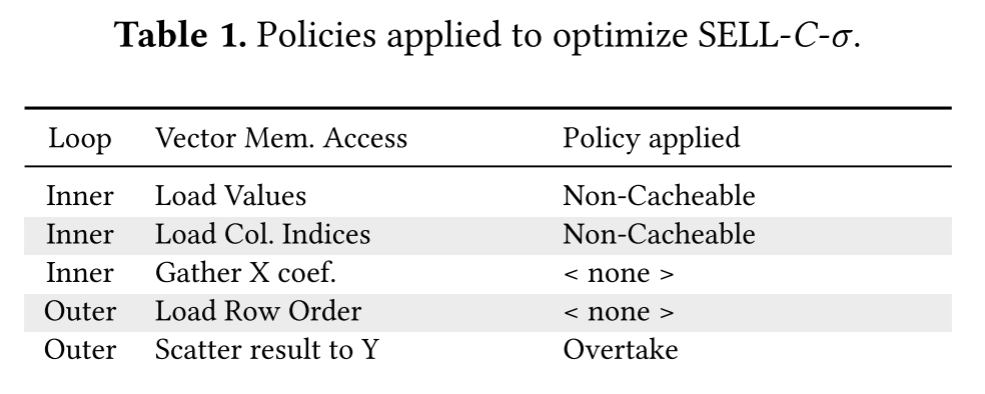 Table 1. Policies applied to optimize SELL-C-σ.
Loop Vector Mem. Access Policy applied
Inner Load Values Non-Cacheable
Inner Load Col. Indices Non-Cacheable
Inner Gather X coef. < none >
Outer Load Row Order < none >
Outer Scatter result to Y Overtake